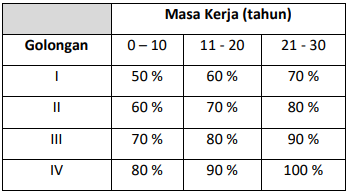 Masa Kerja (tahun)
Golongan 0 – 10 11 - 20 21 - 30
I 50 % 60 % 70 %
II 60 % 70 % 80 %
III 70 % 80 % 90 %
IV 80 % 90 % 100 %